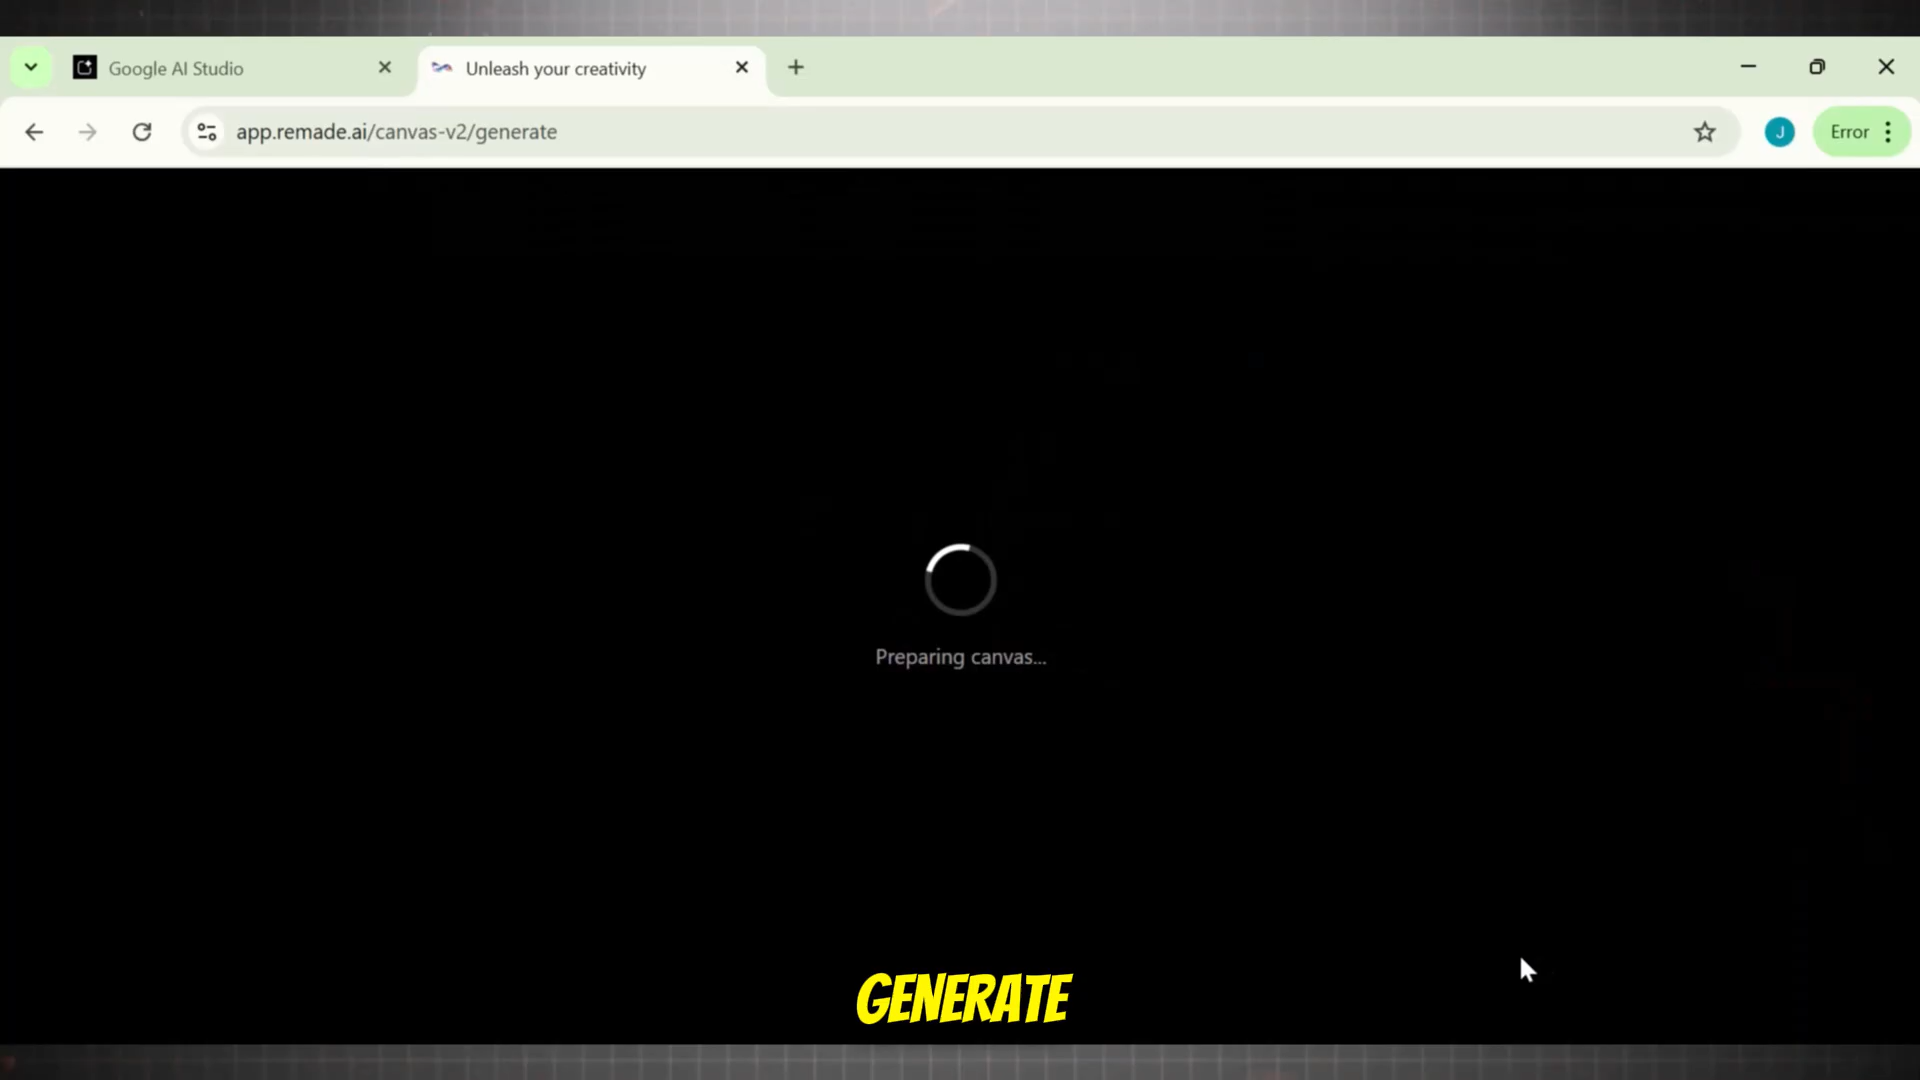 Google AI Studio
Unleash your creativity
app.remade.ai/canvas-v2/generate
J
Error
Preparing canvas...
GENERATE